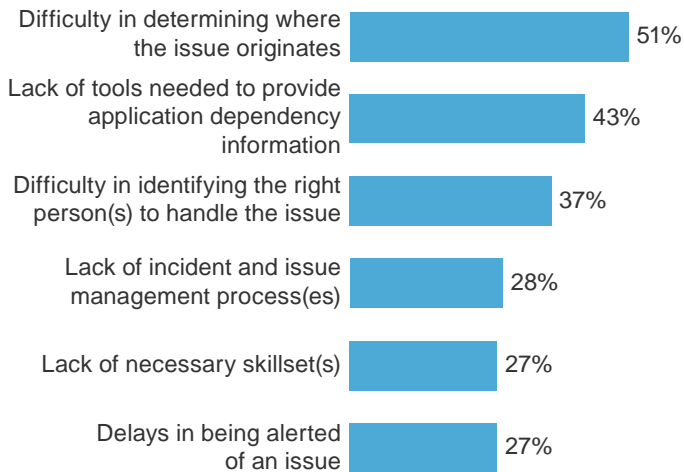 Difficulty in determining where
the issue originates
51%
Lack of tools needed to provide
application dependency
information
43%
Difficulty in identifying the right
person(s) to handle the issue
37%
Lack of incident and issue
management process(es)
28%
Lack of necessary skillset(s)
27%
Delays in being alerted
of an issue
27%